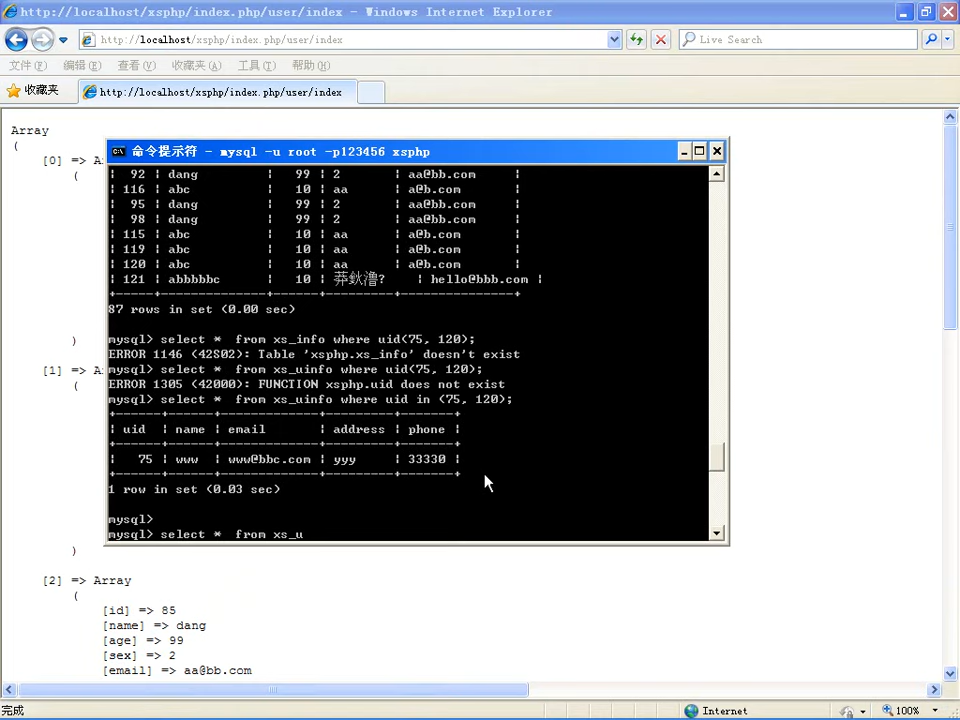 http://localhost/xsphp/index.php/user/index - Windows Internet Explorer
http://localhost/xsphp/index.php/user/index
Live Search
文件(F) 编辑(E) 查看(V) 收藏夹(A) 工具(T) 帮助(H)
收藏夹
http://localhost/xsphp/index.php/user/index
Array
(
[0] => A
(
)
[1] => A
(
)
[2] => Array
(
[id] => 85
[name] => dang
[age] => 99
[sex] => 2
[email] => aa@bb.com
命令提示符 - mysql -u root -p123456 xsphp
| 92 | dang | 99 | 2 | aa@bb.com |
| 116 | abc | 10 | aa | a@b.com |
| 95 | dang | 99 | 2 | aa@bb.com |
| 98 | dang | 99 | 2 | aa@bb.com |
| 115 | abc | 10 | aa | a@b.com |
| 119 | abc | 10 | aa | a@b.com |
| 120 | abc | 10 | aa | a@b.com |
| 121 | abbbbbc | 10 | 莽鈥澛? | hello@bbb.com |
+-----+--------------+------+---------+---------------+
87 rows in set (0.00 sec)
mysql> select * from xs_info where uid(75, 120);
ERROR 1146 (42S02): Table 'xsphp.xs_info' doesn't exist
mysql> select * from xs_uinfo where uid(75, 120);
ERROR 1305 (42000): FUNCTION xsphp.uid does not exist
mysql> select * from xs_uinfo where uid in (75, 120);
+------+------+-------------+---------+-------+
| uid | name | email | address | phone |
+------+------+-------------+---------+-------+
| 75 | www | www@bbc.com | yyy | 33330 |
+------+------+-------------+---------+-------+
1 row in set (0.03 sec)
mysql>
mysql> select * from xs_u
完成
Internet
100%